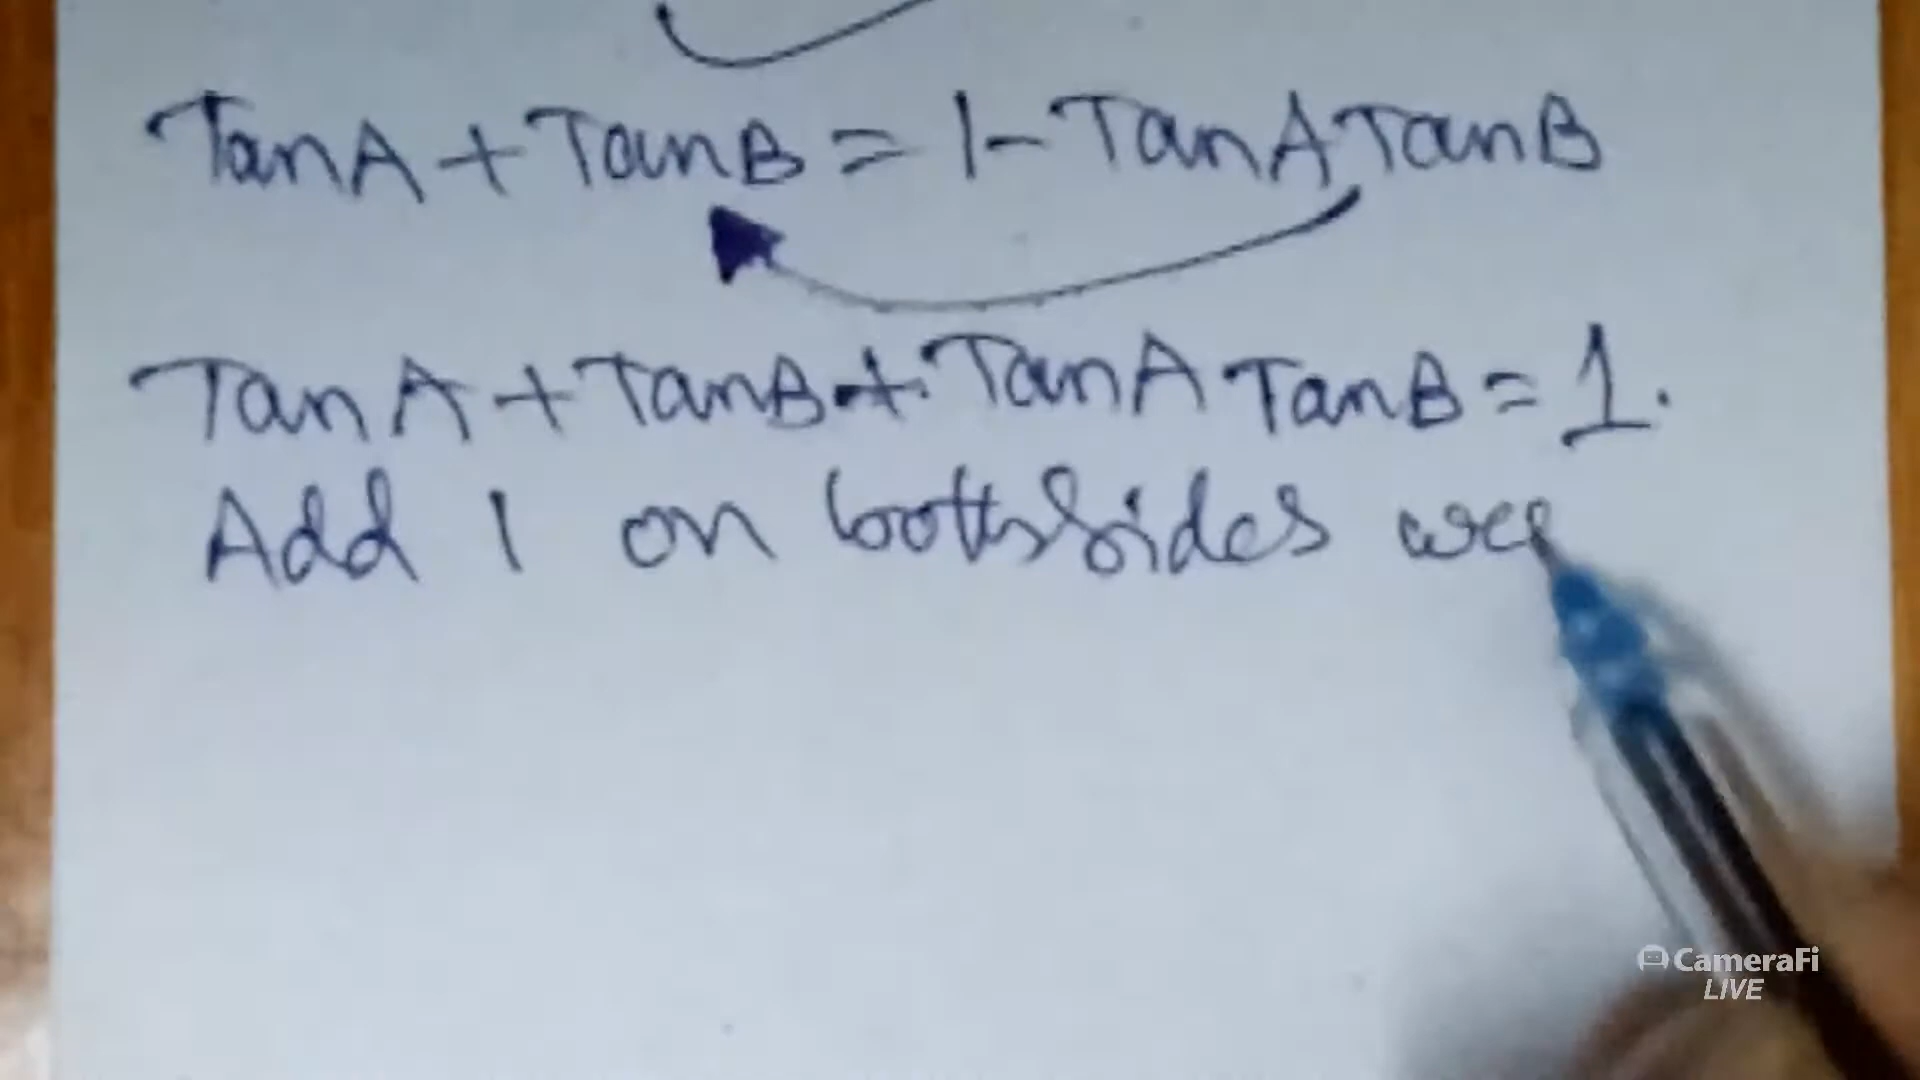 TanA + TanB = 1 - TanA TanB
TanA + TanB + TanA TanB = 1.
Add 1 on bothsides we
CameraFi
LIVE